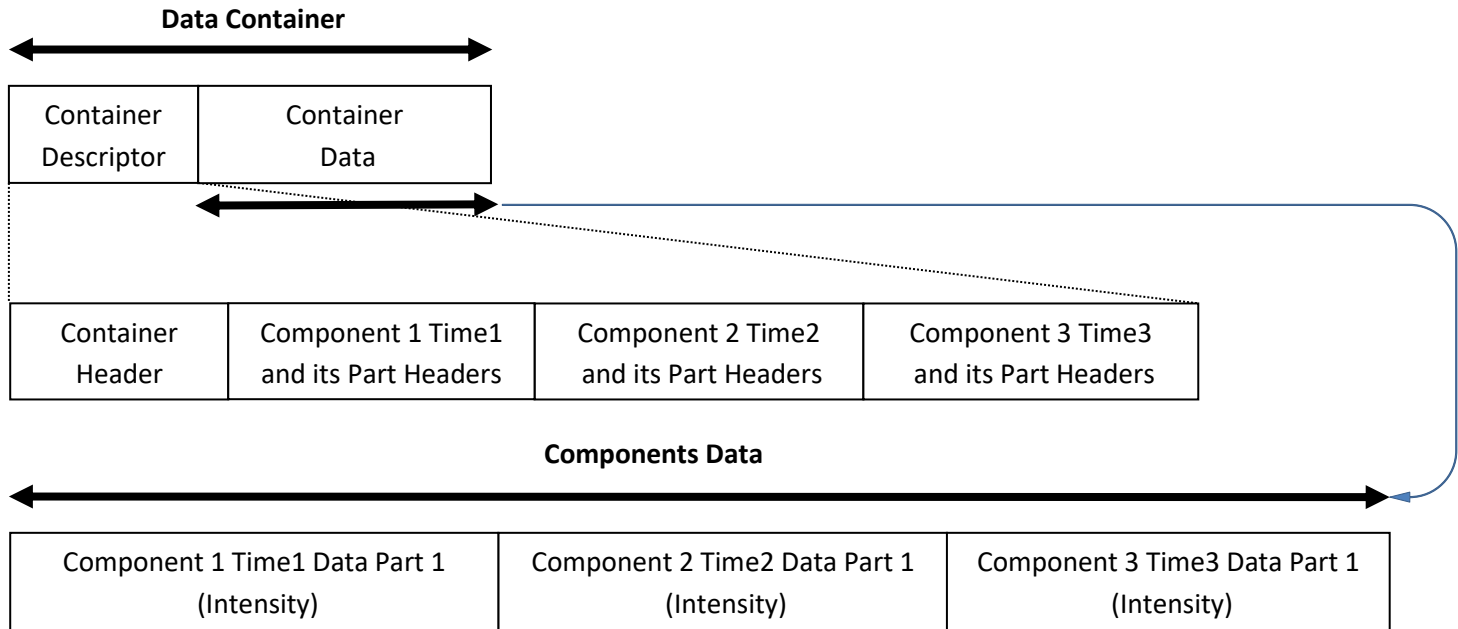 Data Container
Container Descriptor
Container Data
Container Header
Component 1 Time1
and its Part Headers
Component 2 Time2
and its Part Headers
Component 3 Time3
and its Part Headers
Components Data
Component 1 Time1 Data Part 1
(Intensity)
Component 2 Time2 Data Part 1
(Intensity)
Component 3 Time3 Data Part 1
(Intensity)